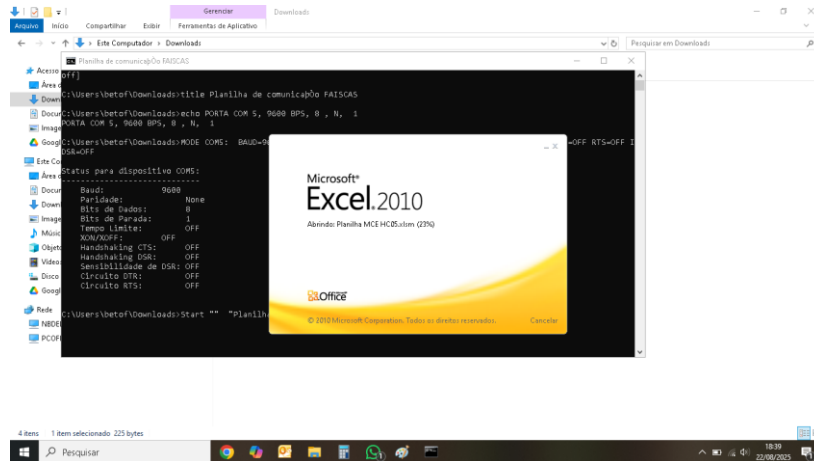 Gerenciar
Downloads
Arquivo Início Compartilhar Exibir Ferramentas de Aplicativo
Este Computador > Downloads
Pesquisar em Downloads
Planilha de comunicaþÒo FAISCAS
Acesso
off]
Área d
C:\Users\betof\Downloads>title Planilha de comunicaþÒo FAISCAS
Down
Docur
C:\Users\betof\Downloads>echo PORTA COM 5, 9600 BPS, 8 , N, 1
PORTA COM 5, 9600 BPS, 8 , N, 1
Image
Googl
C:\Users\betof\Downloads>MODE COM5: BAUD=96
=OFF RTS=OFF I
DSR=OFF
Este Co
Status para dispositivo COM5:
Área d
----------------------------
Docur
Baud: 9600
Paridade: None
Down
Bits de Dados: 8
Image
Bits de Parada: 1
Músic
Tempo Limite: OFF
XON/XOFF: OFF
Objet
Handshaking CTS: OFF
Handshaking DSR: OFF
Vídeo
Sensibilidade de DSR: OFF
Disco
Circuito DTR: OFF
Googl
Circuito RTS: OFF
Rede
C:\Users\betof\Downloads>Start "" "Planilh
NBDE
PCOF
Microsoft®
Excel 2010
Abrindo: Planilha MCE HC05.xlsm (23%)
Office
© 2010 Microsoft Corporation. Todos os direitos reservados.
Cancelar
4 itens 1 item selecionado 225 bytes
Pesquisar
18:39
22/08/2025